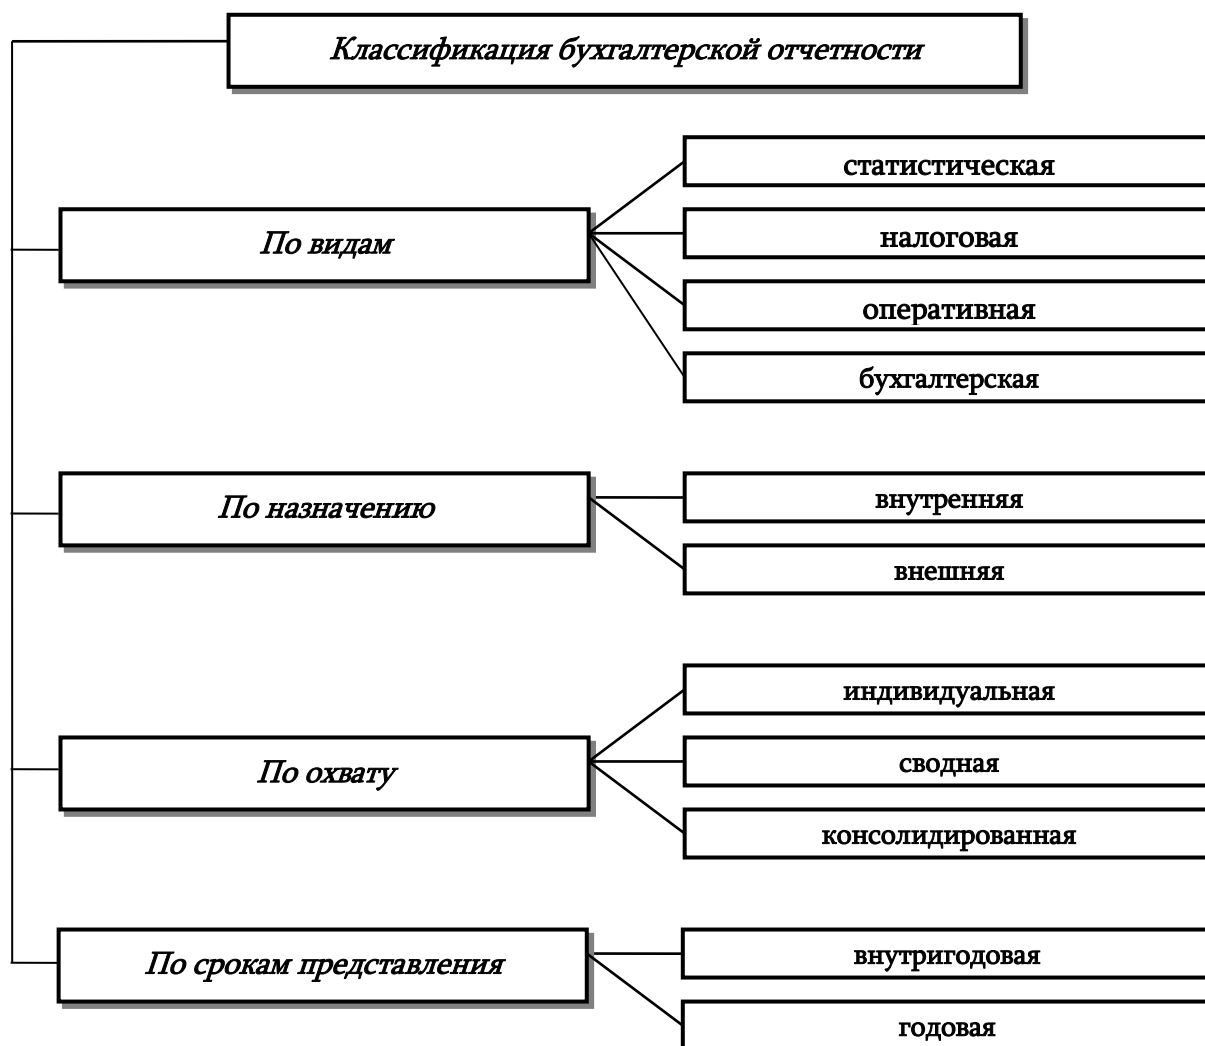 Классификация бухгалтерской отчетности
По видам
статистическая
налоговая
оперативная
бухгалтерская
По назначению
внутренняя
внешняя
По охвату
индивидуальная
сводная
консолидированная
По срокам представления
внутригодовая
годовая